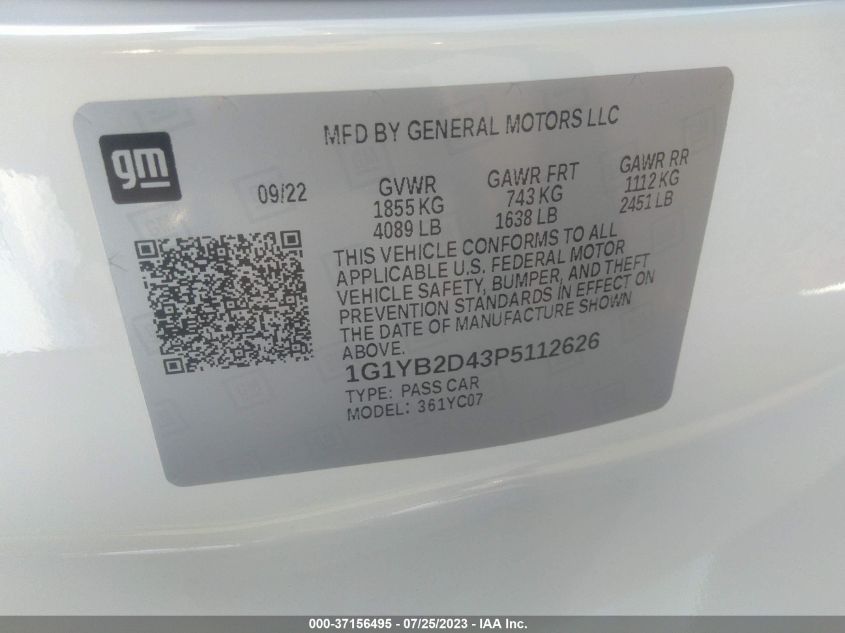 MFD BY GENERAL MOTORS LLC
gm
09/22
GVWR
1855 KG
4089 LB
GAWR FRT
743 KG
1638 LB
GAWR RR
1112 KG
2451 LB
THIS VEHICLE CONFORMS TO ALL
APPLICABLE U.S. FEDERAL MOTOR
VEHICLE SAFETY, BUMPER, AND THEFT
PREVENTION STANDARDS IN EFFECT ON
THE DATE OF MANUFACTURE SHOWN
ABOVE.
1G1YB2D43P5112626
TYPE: PASS CAR
MODEL: 361YC07
000-37156495 - 07/25/2023 - IAA Inc.